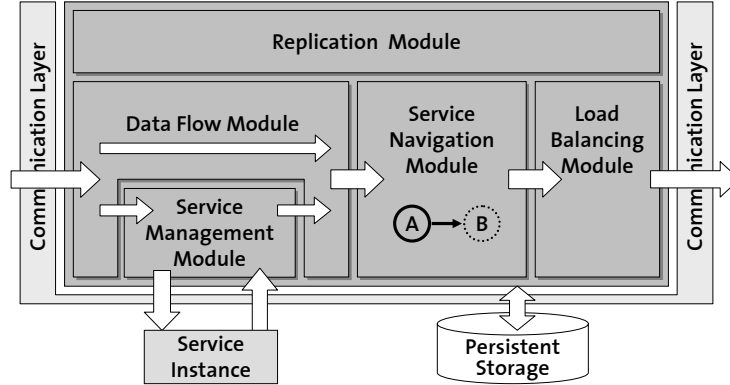 Communication Layer
Replication Module
Communication Layer
Data Flow Module
Service
Navigation
Module
Load
Balancing
Module
Service
Management
Module
A
B
Service
Instance
Persistent
Storage